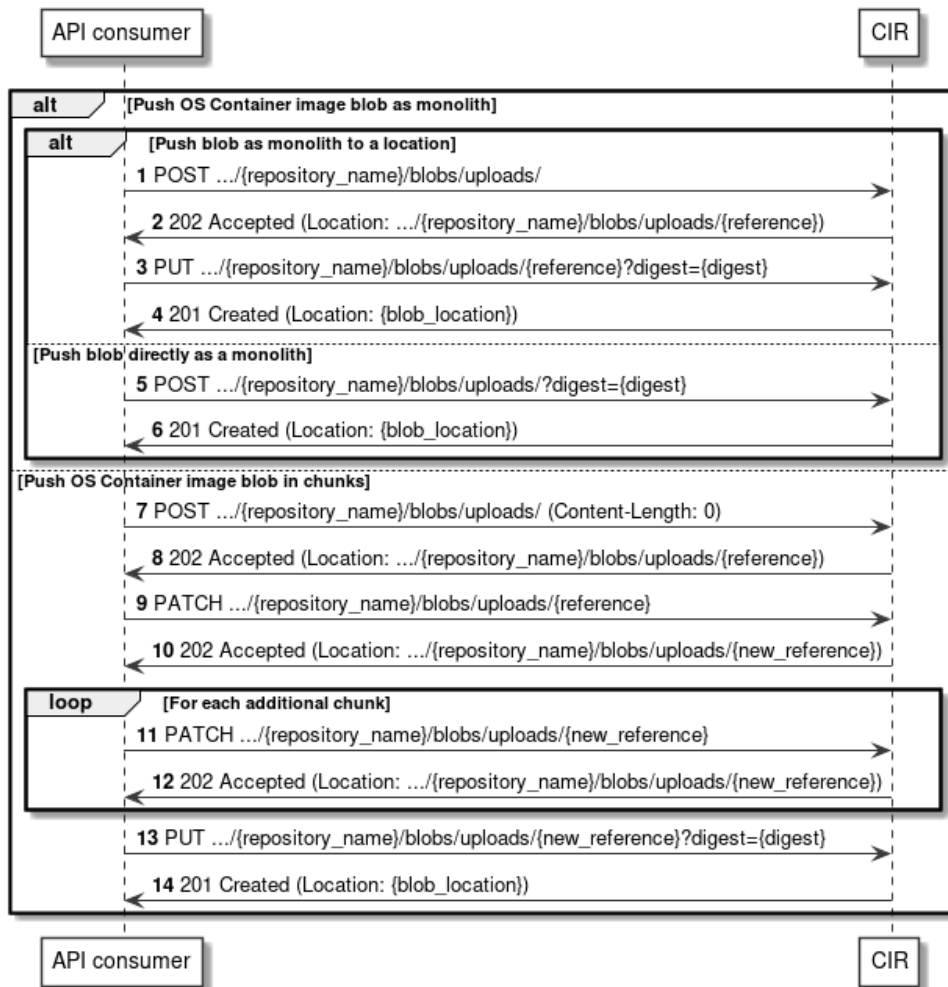 API consumer
CIR
alt
[Push OS Container image blob as monolith]
alt
[Push blob as monolith to a location]
1 POST .../{repository_name}/blobs/uploads/
2 202 Accepted (Location: .../{repository_name}/blobs/uploads/{reference})
3 PUT .../{repository_name}/blobs/uploads/{reference}?digest={digest}
4 201 Created (Location: {blob_location})
[Push blob directly as a monolith]
5 POST .../{repository_name}/blobs/uploads/?digest={digest}
6 201 Created (Location: {blob_location})
[Push OS Container image blob in chunks]
7 POST .../{repository_name}/blobs/uploads/ (Content-Length: 0)
8 202 Accepted (Location: .../{repository_name}/blobs/uploads/{reference})
9 PATCH .../{repository_name}/blobs/uploads/{reference}
10 202 Accepted (Location: .../{repository_name}/blobs/uploads/{new_reference})
loop
[For each additional chunk]
11 PATCH .../{repository_name}/blobs/uploads/{new_reference}
12 202 Accepted (Location: .../{repository_name}/blobs/uploads/{new_reference})
13 PUT .../{repository_name}/blobs/uploads/{new_reference}?digest={digest}
14 201 Created (Location: {blob_location})
API consumer
CIR